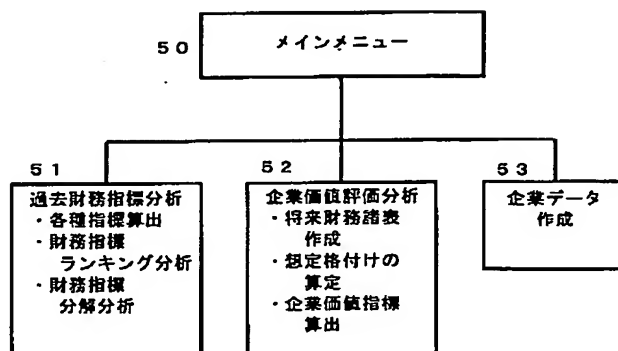 50
メインメニュー
51
過去財務指標分析
・各種指標算出
・財務指標
ランキング分析
・財務指標
分解分析
52
企業価値評価分析
・将来財務諸表
作成
・想定格付けの
算定
・企業価値指標
算出
53
企業データ
作成